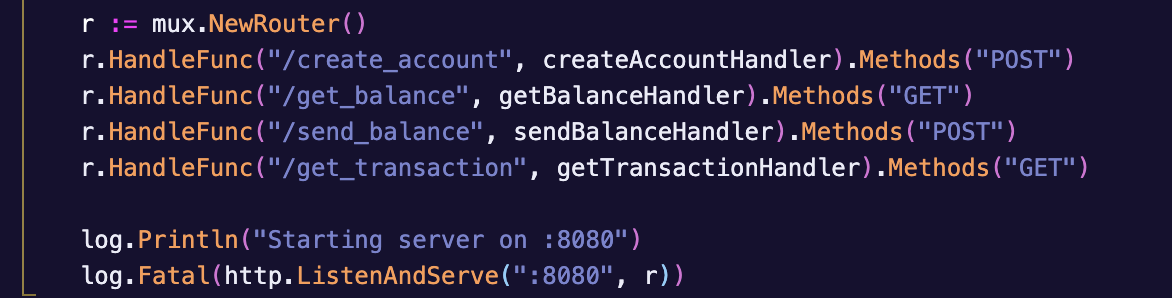 r := mux.NewRouter()
r.HandleFunc("/create_account", createAccountHandler).Methods("POST")
r.HandleFunc("/get_balance", getBalanceHandler).Methods("GET")
r.HandleFunc("/send_balance", sendBalanceHandler).Methods("POST")
r.HandleFunc("/get_transaction", getTransactionHandler).Methods("GET")
log.Println("Starting server on :8080")
log.Fatal(http.ListenAndServe(":8080", r))